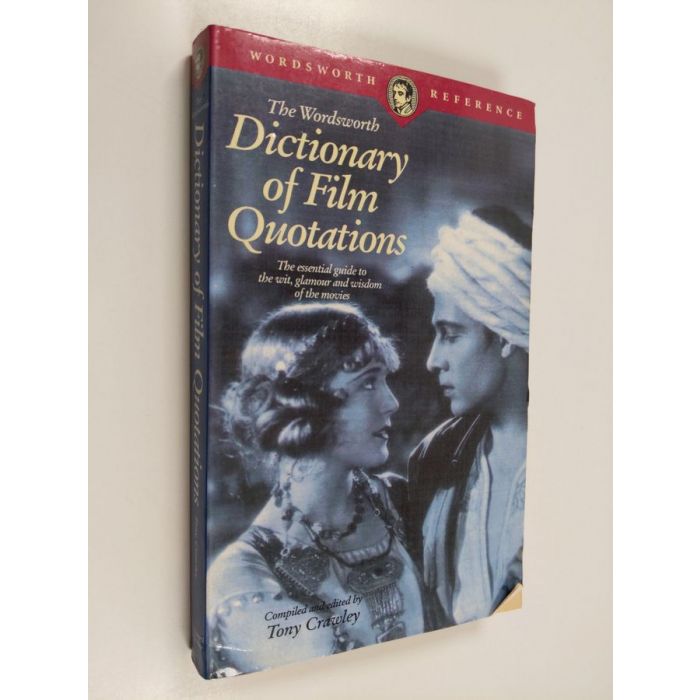 WORDSWORTH REFERENCE
The Wordsworth
Dictionary
of Film
Quotations
The essential guide to
the wit, glamour and wisdom
of the movies
Compiled and edited by
Tony Crawley
Dictionary of Film Quotations